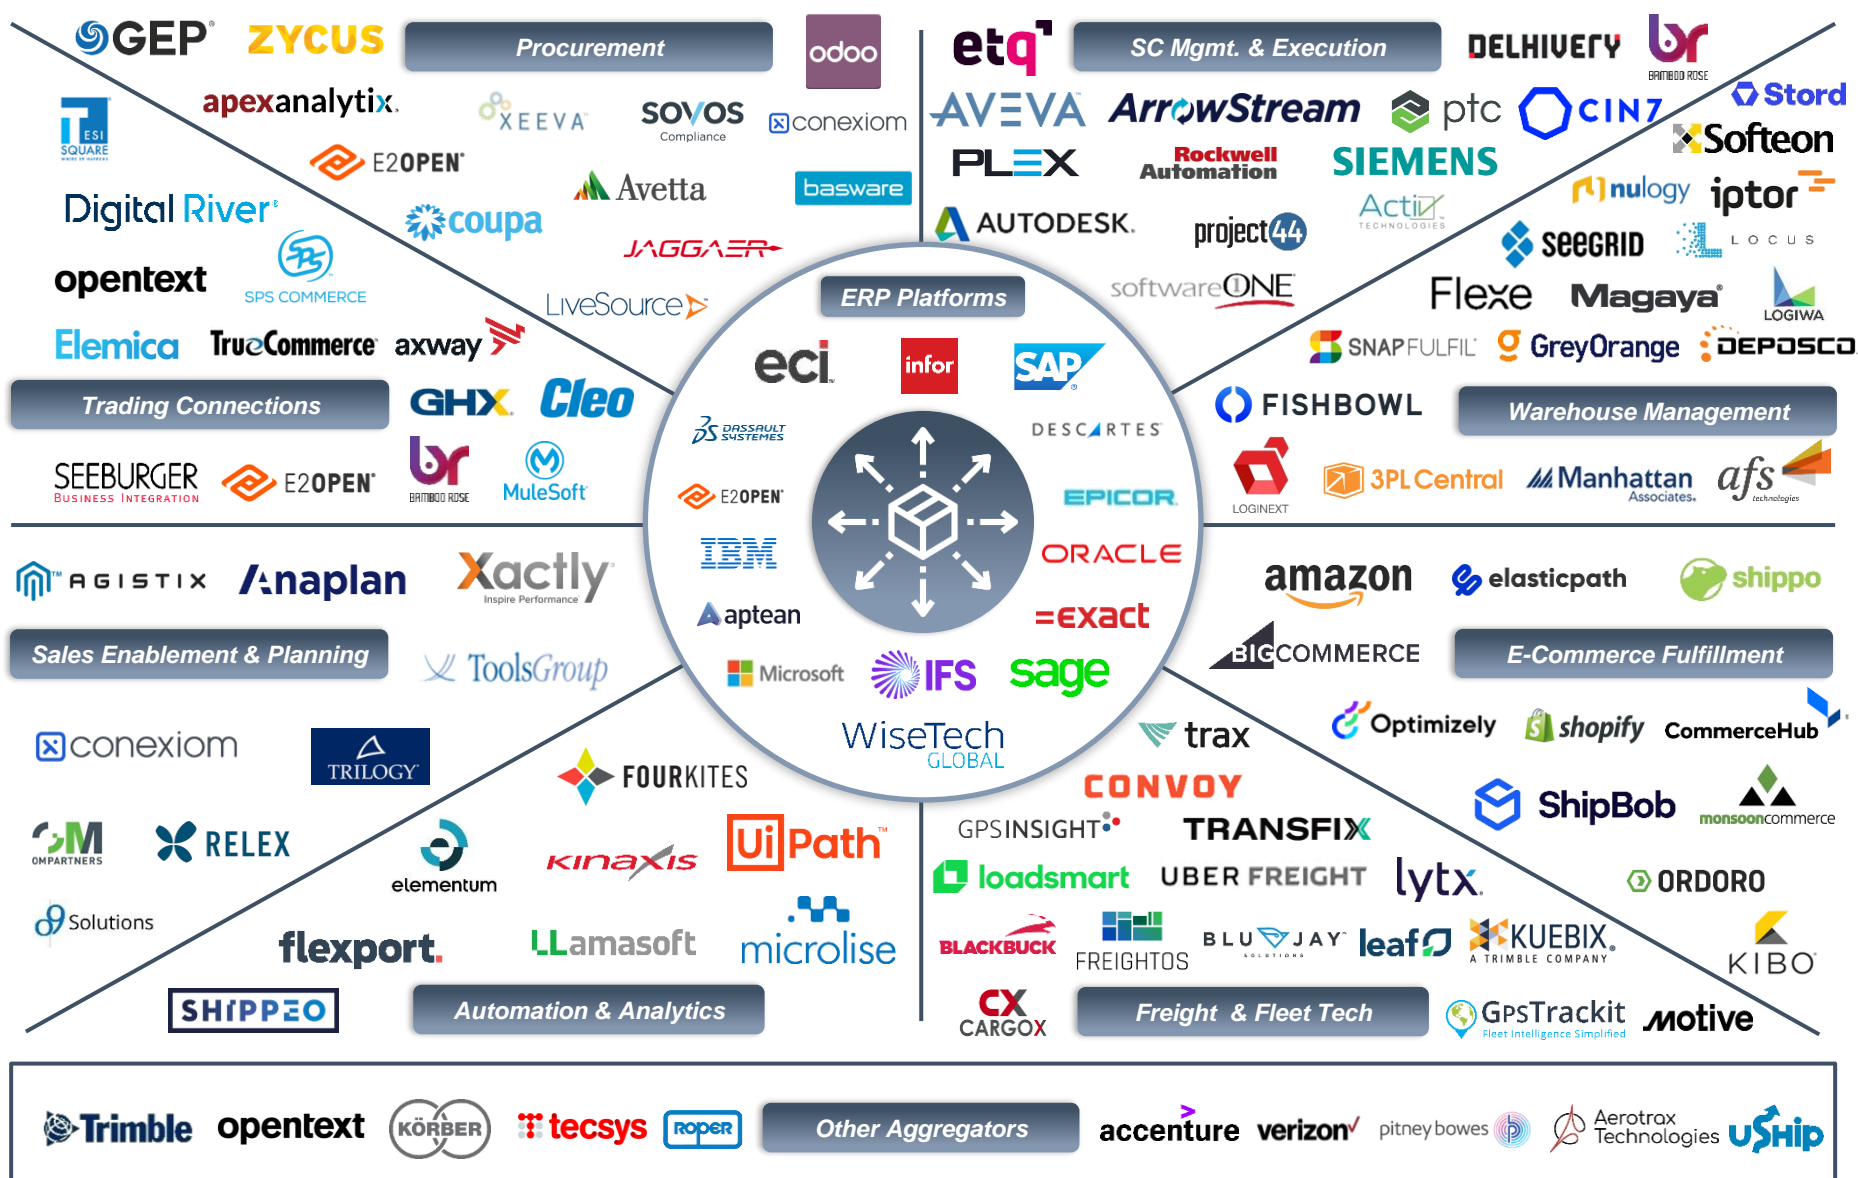 GEP
ZYCUS
Procurement
odoo
apexanalytix.
XEEVA
SOVOS
Compliance
conexiom
E2OPEN
Avetta
basware
coupa
JAGGAER
LiveSource
etq
SC Mgmt. & Execution
DELHIVERY
br
BAMBOO ROSE
AVEVA
ArrowStream
ptc
CIN7
PLEX
Rockwell
Automation
SIEMENS
AUTODESK.
project44
Activ
TECHNOLOGIES
softwareONE
Stord
Softeon
nulogy
iptor
SEEGRID
LOCUS
Flexe
Magaya
LOGIWA
SNAPFULFIL
GreyOrange
DEPOSCO
FISHBOWL
Warehouse Management
LOGINEXT
3PL Central
Manhattan
Associates
afs
technologies
TESI
SQUARE
Digital River
opentext
SPS
SPS COMMERCE
Elemica
TrueCommerce
axway
Trading Connections
GHX
Cleo
SEEBURGER
BUSINESS INTEGRATION
E2OPEN
br
BAMBOO ROSE
MuleSoft
ERP Platforms
eci
infor
SAP
DASSAULT
SYSTEMES
DESCARTES
E2OPEN
EPICOR
IBM
ORACLE
aptean
=exact
Microsoft
IFS
sage
WiseTech
GLOBAL
AGISTIX
Anaplan
Xactly
Inspire Performance
Sales Enablement & Planning
ToolsGroup
conexiom
TRILOGY
OM
OMPARTNERS
RELEX
o9 Solutions
amazon
elasticpath
shippo
BIGCOMMERCE
E-Commerce Fulfillment
Optimizely
shopify
CommerceHub
ShipBob
monsooncommerce
ORDORO
KIBO
FOURKITES
elementum
KINAXIS
UiPath
flexport.
LLamasoft
microlise
SHIPPEO
Automation & Analytics
trax
CONVOY
GPSINSIGHT
TRANSFIX
loadsmart
UBER FREIGHT
lytx
BLACKBUCK
FREIGHTOS
BLUJAY
SOLUTIONS
leaf
KUEBIX
A TRIMBLE COMPANY
CX
CARGOX
Freight & Fleet Tech
GPSTrackit
Fleet Intelligence Simplified
motive
Trimble
opentext
KÖRBER
tecsys
ROPER
Other Aggregators
accenture
verizon
pitney bowes
Aerotrax
Technologies
uShip